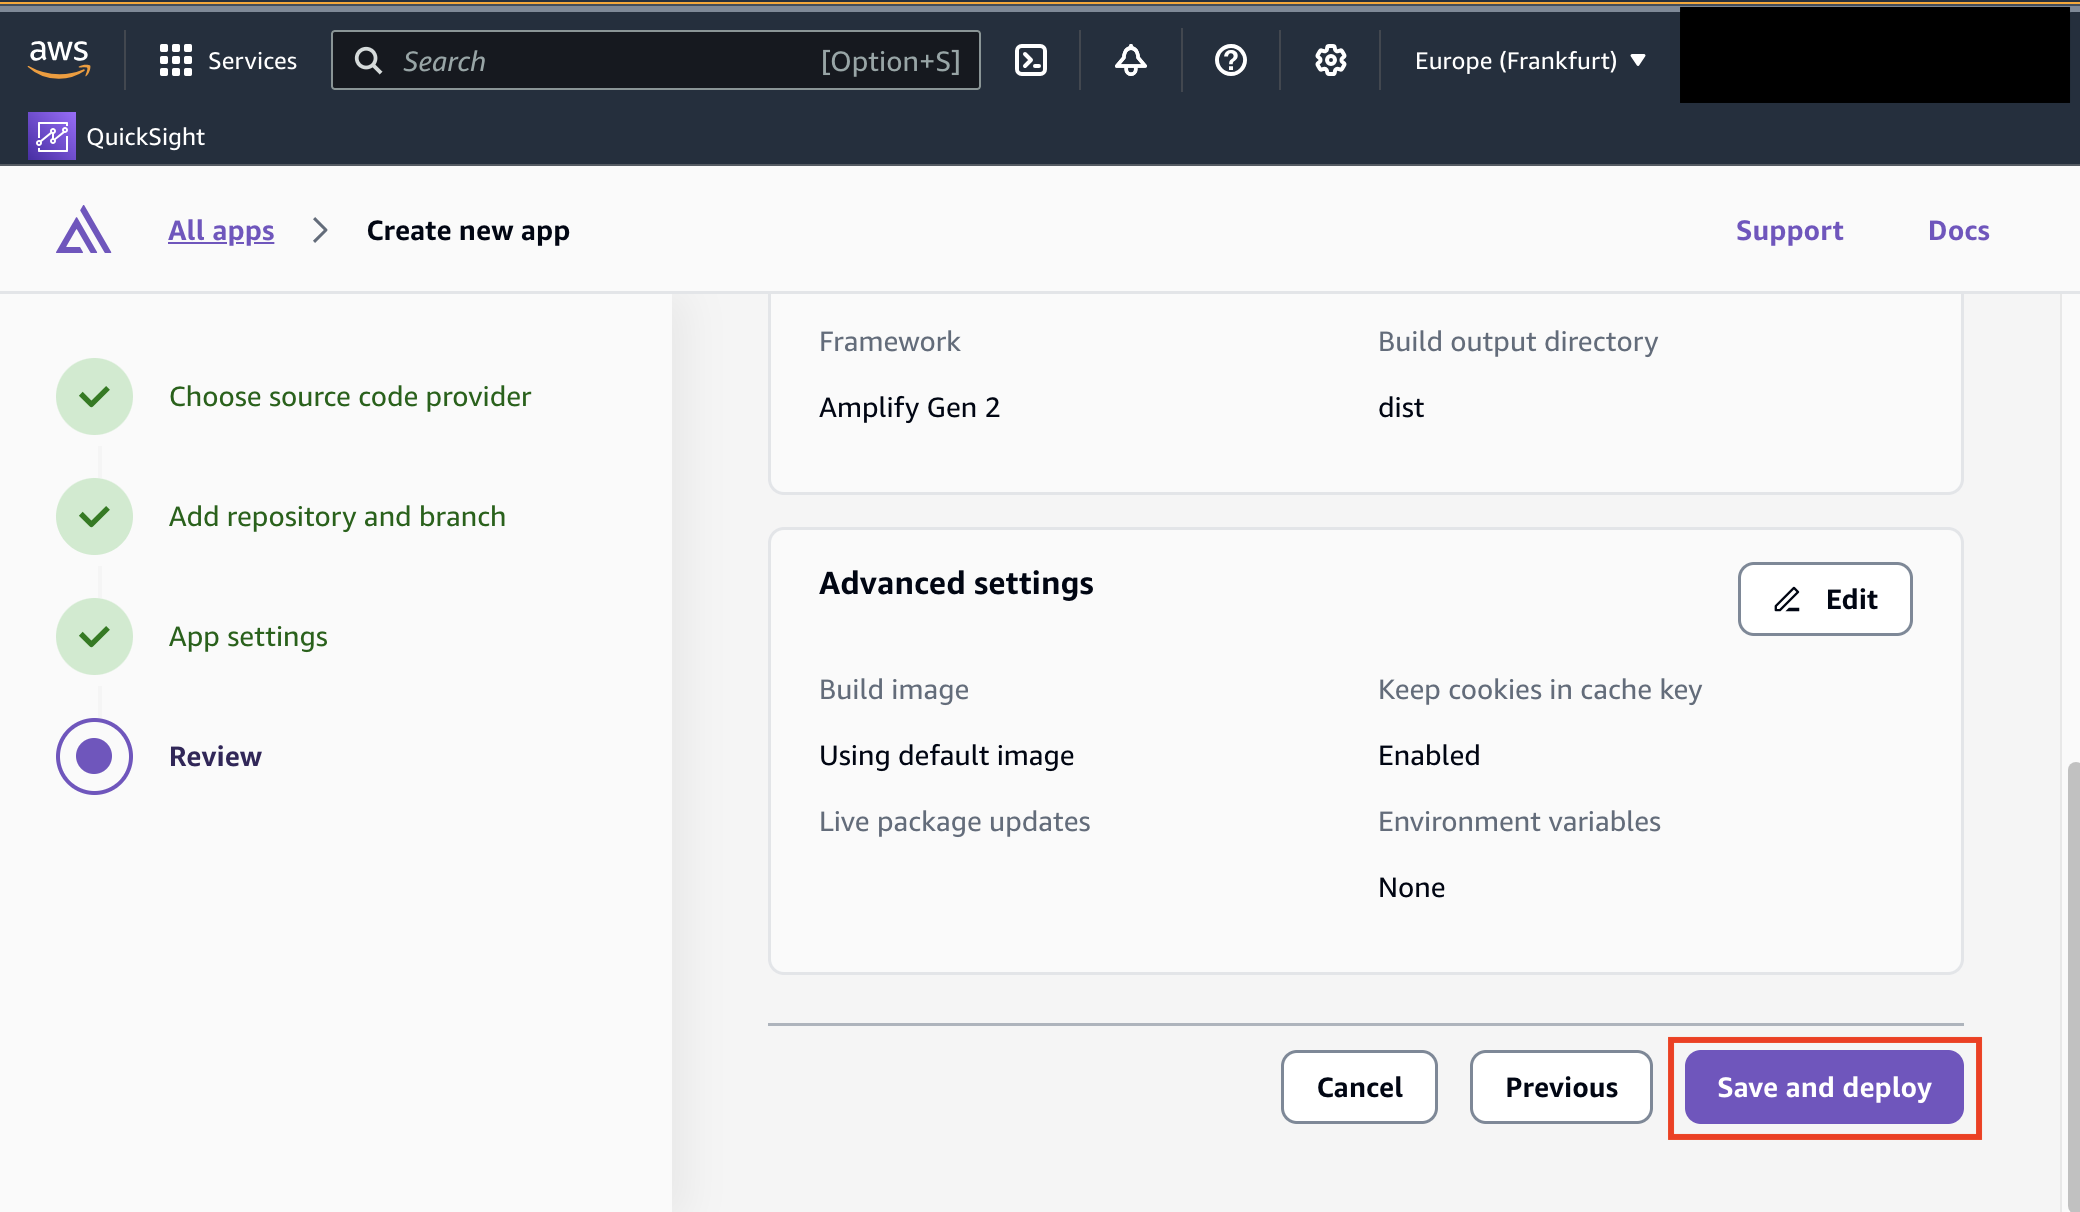 aws
Services
Search
[Option+S]
Europe (Frankfurt)
QuickSight
All apps
Create new app
Support
Docs
Choose source code provider
Add repository and branch
App settings
Review
Framework
Build output directory
Amplify Gen 2
dist
Advanced settings
Edit
Build image
Keep cookies in cache key
Using default image
Enabled
Live package updates
Environment variables
None
Cancel
Previous
Save and deploy